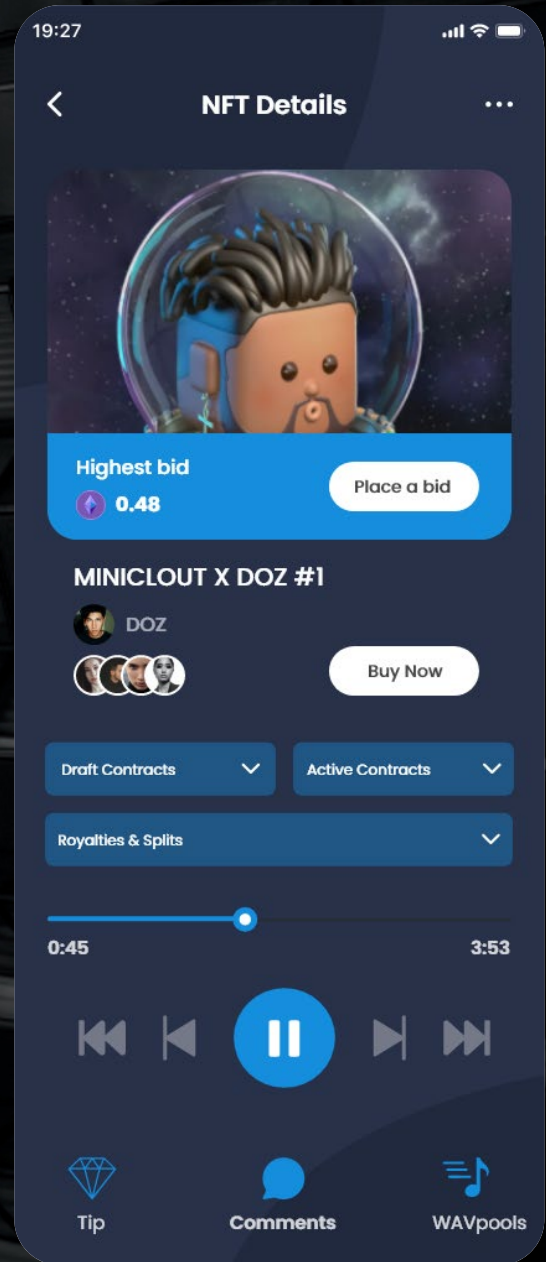 19:27
NFT Details
Highest bid
0.48
Place a bid
MINICLOUT X DOZ #1
DOZ
Buy Now
Draft Contracts
Active Contracts
Royalties & Splits
0:45
3:53
Tip
Comments
WAVpools